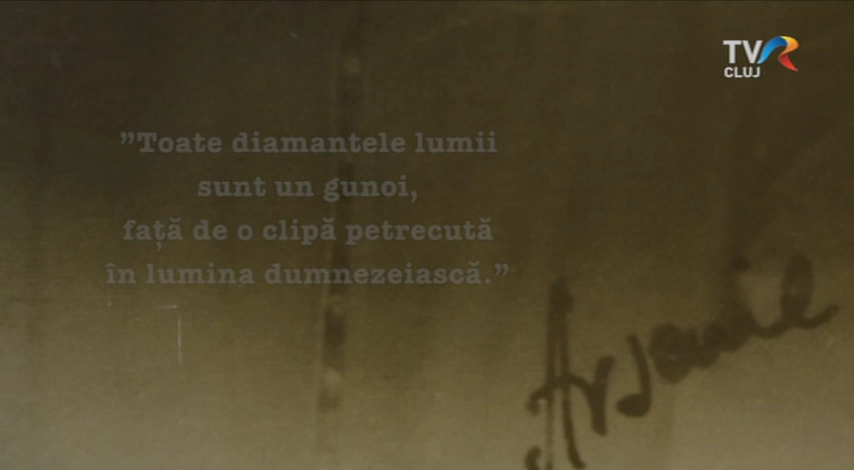 TVR
CLUJ
”Toate diamantele lumii
sunt un gunoi,
față de o clipă petrecută
în lumina dumnezeiască.”
Arsenie